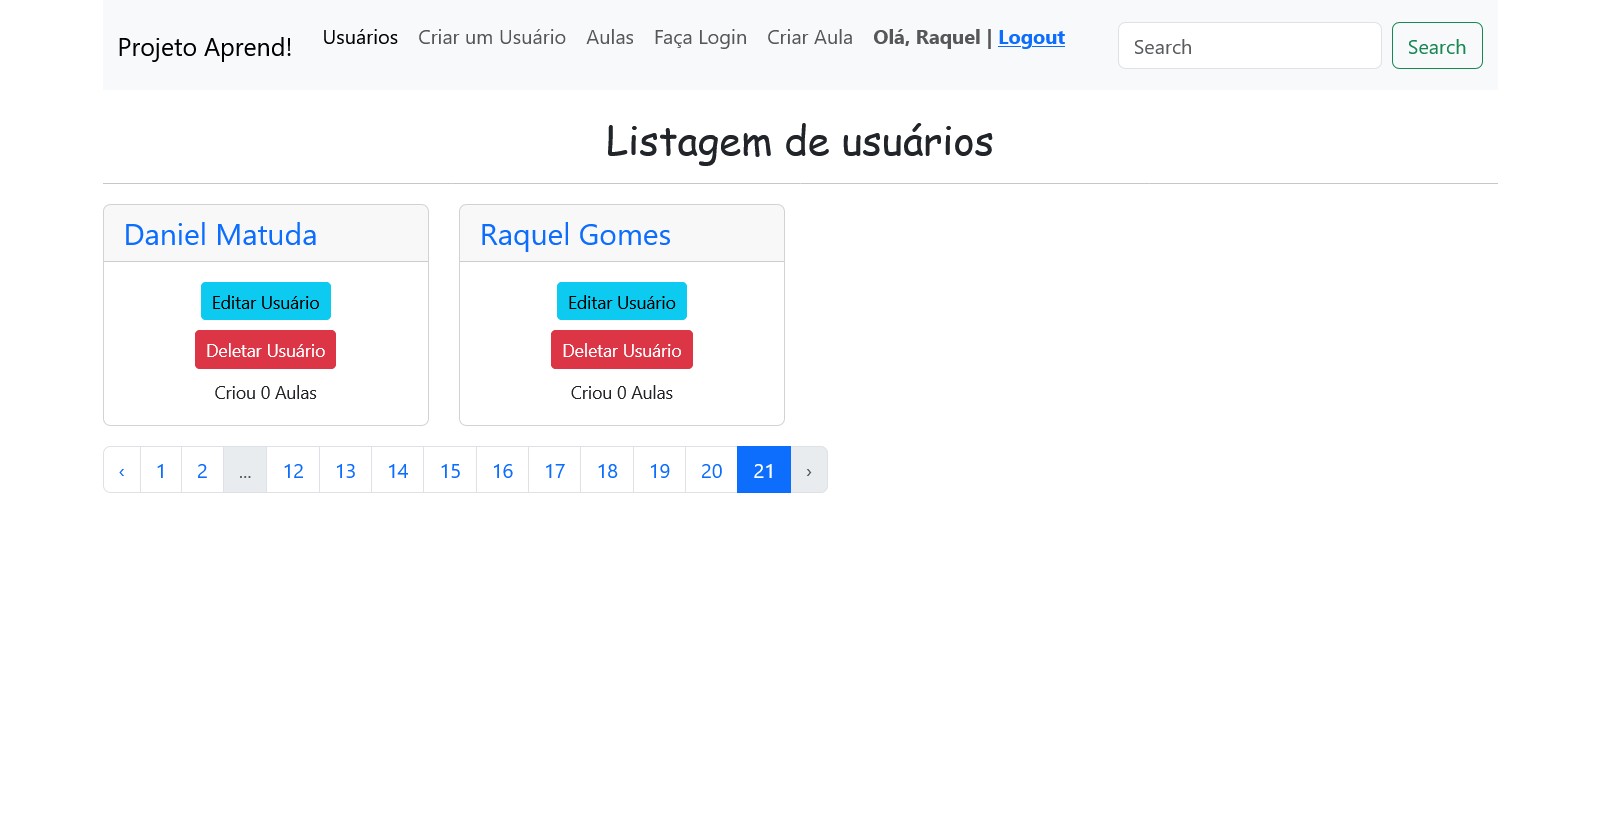 Projeto Aprend! Usuários Criar um Usuário Aulas Faça Login Criar Aula Olá, Raquel | Logout Search Search
Listagem de usuários
Daniel Matuda
Editar Usuário
Deletar Usuário
Criou 0 Aulas
Raquel Gomes
Editar Usuário
Deletar Usuário
Criou 0 Aulas
‹ 1 2 ... 12 13 14 15 16 17 18 19 20 21 ›